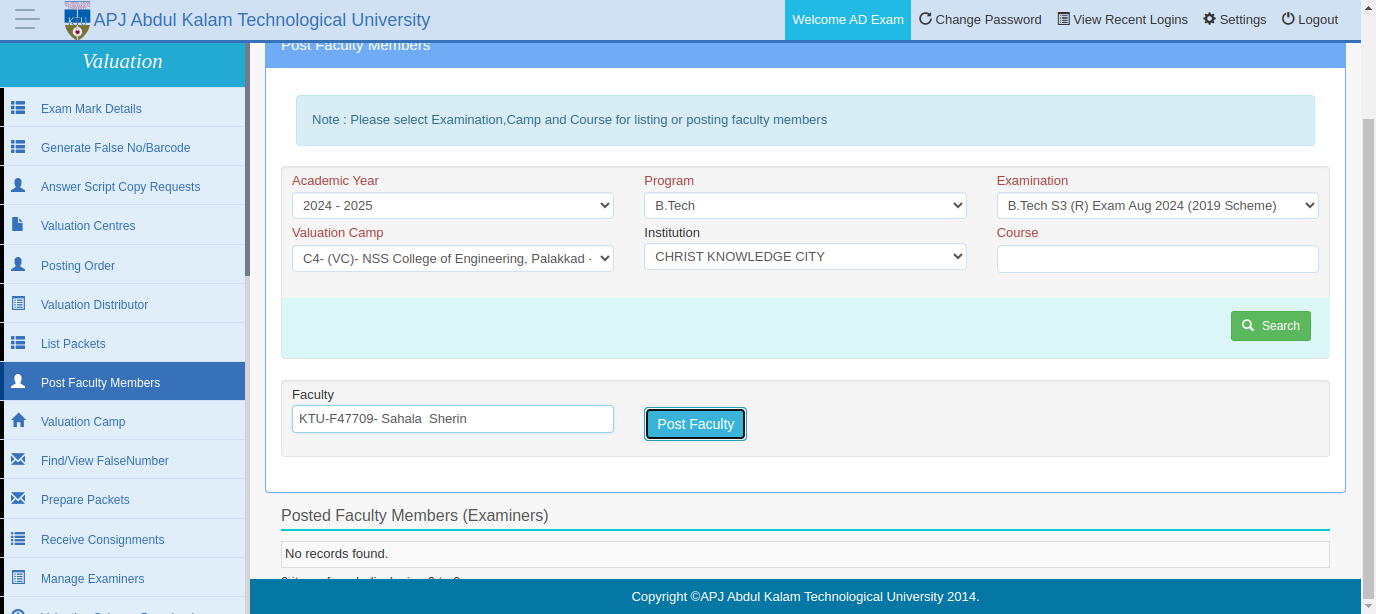 APJ Abdul Kalam Technological University
Welcome AD Exam Change Password View Recent Logins Settings Logout
Valuation
Exam Mark Details
Generate False No/Barcode
Answer Script Copy Requests
Valuation Centres
Posting Order
Valuation Distributor
List Packets
Post Faculty Members
Valuation Camp
Find/View FalseNumber
Prepare Packets
Receive Consignments
Manage Examiners
Post Faculty Members
Note : Please select Examination,Camp and Course for listing or posting faculty members
Academic Year Program Examination
2024 - 2025 B.Tech B.Tech S3 (R) Exam Aug 2024 (2019 Scheme)
Valuation Camp Institution Course
C4- (VC)- NSS College of Engineering, Palakkad - CHRIST KNOWLEDGE CITY
Search
Faculty
KTU-F47709- Sahala  Sherin Post Faculty
Posted Faculty Members (Examiners)
No records found.
Copyright ©APJ Abdul Kalam Technological University 2014.